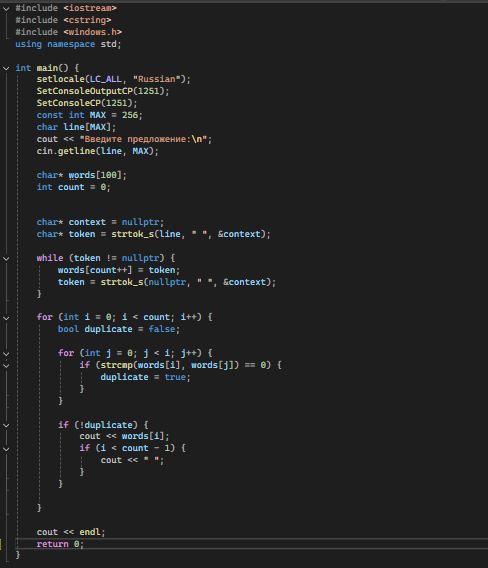 #include <iostream>
#include <cstring>
#include <windows.h>
using namespace std;

int main() {
    setlocale(LC_ALL, "Russian");
    SetConsoleOutputCP(1251);
    SetConsoleCP(1251);
    const int MAX = 256;
    char line[MAX];
    cout << "Введите предложение:\n";
    cin.getline(line, MAX);

    char* words[100];
    int count = 0;


    char* context = nullptr;
    char* token = strtok_s(line, " ", &context);

    while (token != nullptr) {
        words[count++] = token;
        token = strtok_s(nullptr, " ", &context);
    }

    for (int i = 0; i < count; i++) {
        bool duplicate = false;

        for (int j = 0; j < i; j++) {
            if (strcmp(words[i], words[j]) == 0) {
                duplicate = true;
            }
        }

        if (!duplicate) {
            cout << words[i];
            if (i < count - 1) {
                cout << " ";
            }
        }

    }

    cout << endl;
    return 0;
}